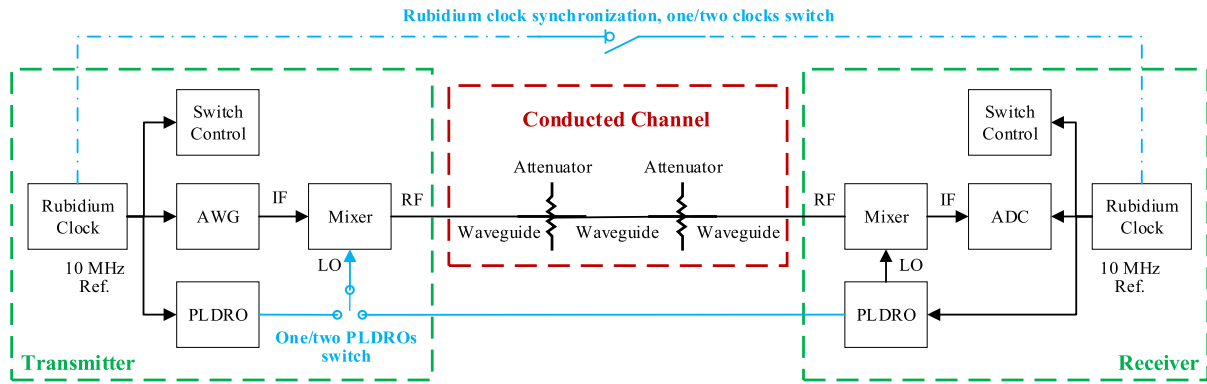 Rubidium clock synchronization, one/two clocks switch
Switch
Control
Rubidium
Clock
10 MHz
Ref.
AWG
IF
Mixer
RF
LO
PLDRO
One/two PLDROs
switch
Transmitter
Conducted Channel
Attenuator
Attenuator
Waveguide
Waveguide
Waveguide
RF
Mixer
IF
ADC
LO
PLDRO
Switch
Control
Rubidium
Clock
10 MHz
Ref.
Receiver